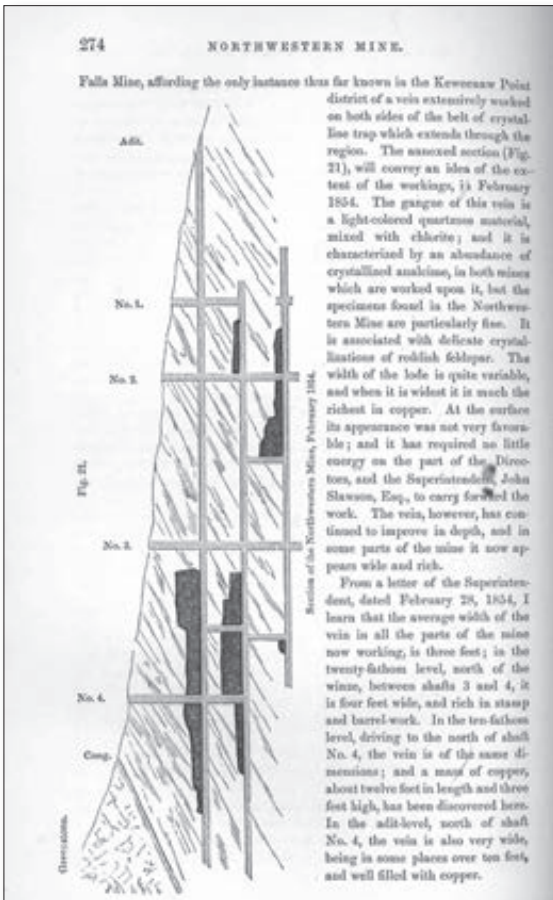 274
NORTHWESTERN MINE.
Falls Mine, affording the only instance thus far known in the Keweenaw Point
district of a vein extensively worked
on both sides of the belt of crystal-
line trap which extends through the
region. The annexed section (Fig.
21), will convey an idea of the ex-
tent of the workings, in February
1854. The gangue of this vein is
a light-colored quartzose material,
mixed with chlorite; and it is
characterized by an abundance of
crystallized analcime, in both mines
which are worked upon it, but the
specimens found in the Northwes-
tern Mine are particularly fine. It
is associated with delicate crystal-
lizations of reddish feldspar. The
width of the lode is quite variable,
and when it is widest it is much the
richest in copper. At the surface
its appearance was not very favora-
ble; and it has required no little
energy on the part of the Direc-
tors, and the Superintendent, John
Slawson, Esq., to carry forward the
work. The vein, however, has con-
tinued to improve in depth, and in
some parts of the mine it now ap-
pears wide and rich.
From a letter of the Superinten-
dent, dated February 28, 1854, I
learn that the average width of the
vein in all the parts of the mine
now working, is three feet; in the
twenty-fathom level, north of the
winze, between shafts 3 and 4, it
is four feet wide, and rich in stamp
and barrel-work. In the ten-fathom
level, driving to the north of shaft
No. 4, the vein is of the same di-
mensions; and a mass of copper,
about twelve feet in length and three
feet high, has been discovered here.
In the adit-level, north of shaft
No. 4, the vein is also very wide,
being in some places over ten feet,
and well filled with copper.
Adit.
No. 1.
No. 2.
No. 3.
No. 4.
Cong.
Fig. 21.
Section of the Northwestern Mine, February 1854.